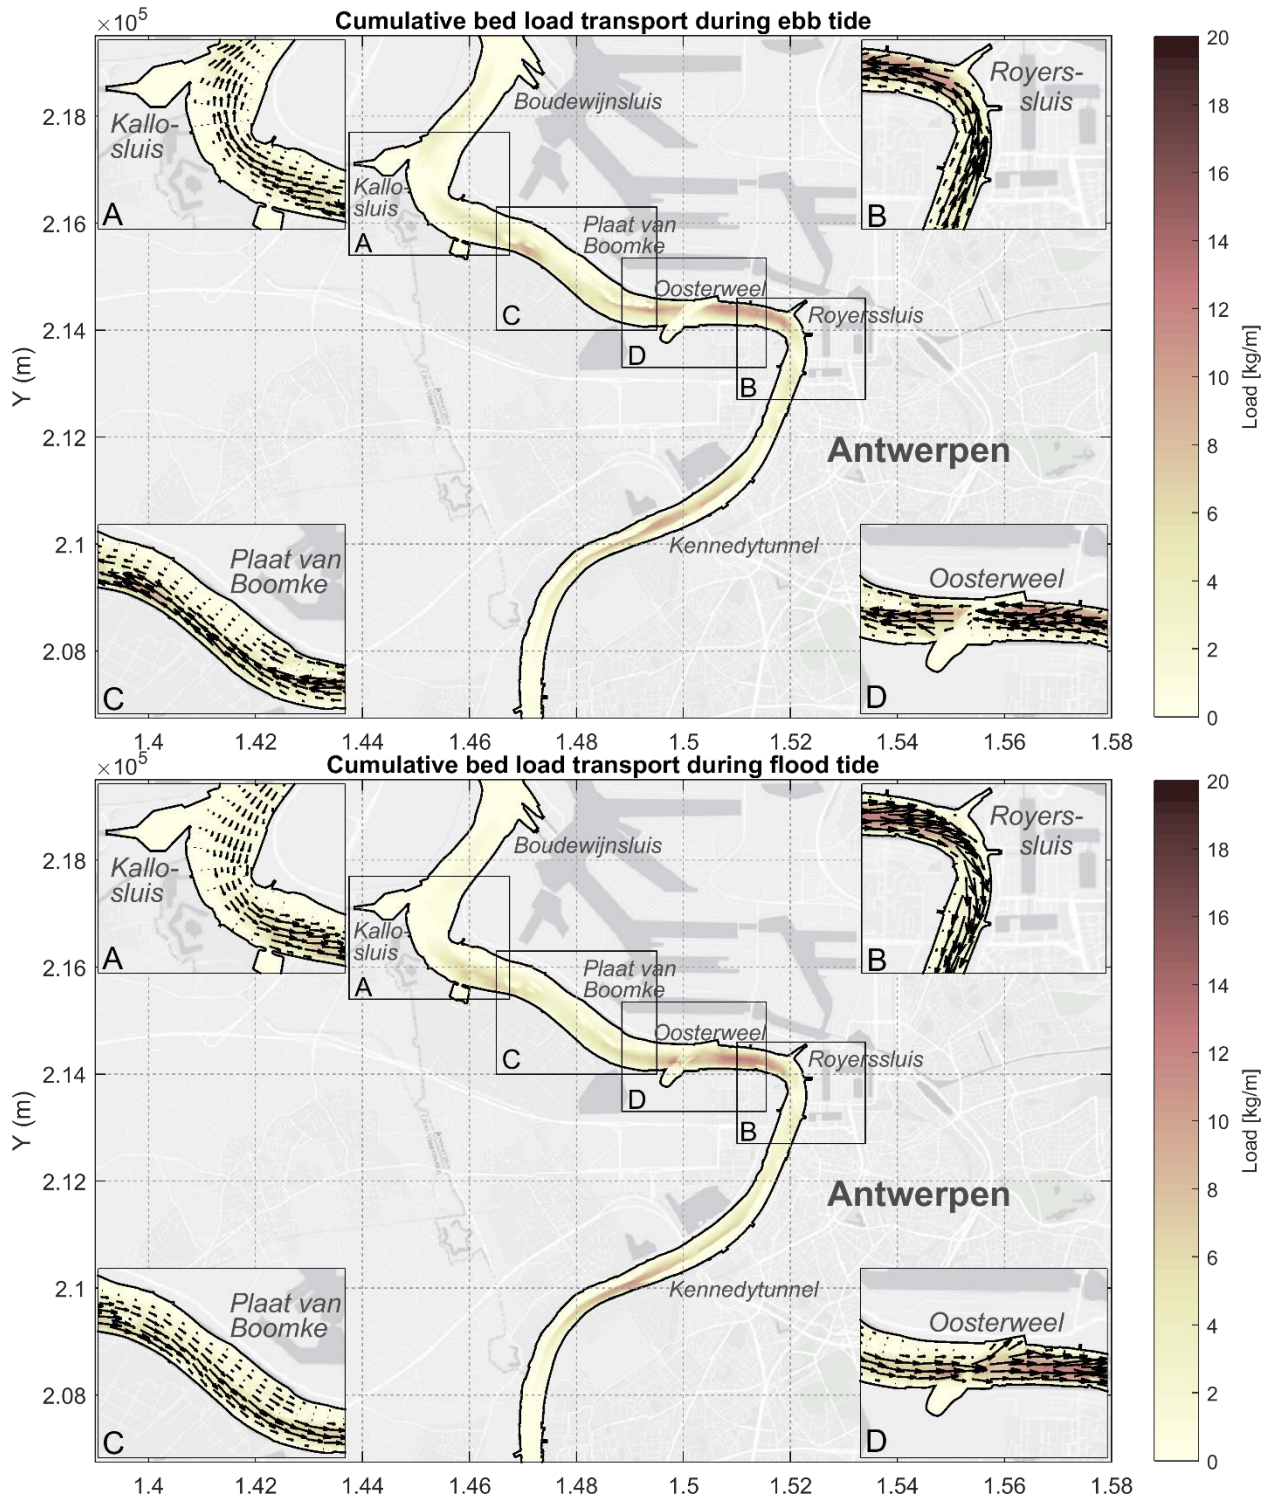 ×10⁵
Cumulative bed load transport during ebb tide
Kallo-
sluis
A
Boudewijnsluis
Royers-
sluis
B
Kallo-
sluis
A
Plaat van
Boomke
C
Oosterweel
D
Royerssluis
B
Antwerpen
Kennedytunnel
Plaat van
Boomke
C
Oosterweel
D
2.18
2.16
2.14
2.12
2.1
2.08
Y (m)
1.4 1.42 1.44 1.46 1.48 1.5 1.52 1.54 1.56 1.58
20
18
16
14
12
10
8
6
4
2
0
Load [kg/m]
×10⁵
Cumulative bed load transport during flood tide
Kallo-
sluis
A
Boudewijnsluis
Royers-
sluis
B
Kallo-
sluis
A
Plaat van
Boomke
C
Oosterweel
D
Royerssluis
B
Antwerpen
Kennedytunnel
Plaat van
Boomke
C
Oosterweel
D
2.18
2.16
2.14
2.12
2.1
2.08
Y (m)
1.4 1.42 1.44 1.46 1.48 1.5 1.52 1.54 1.56 1.58
20
18
16
14
12
10
8
6
4
2
0
Load [kg/m]